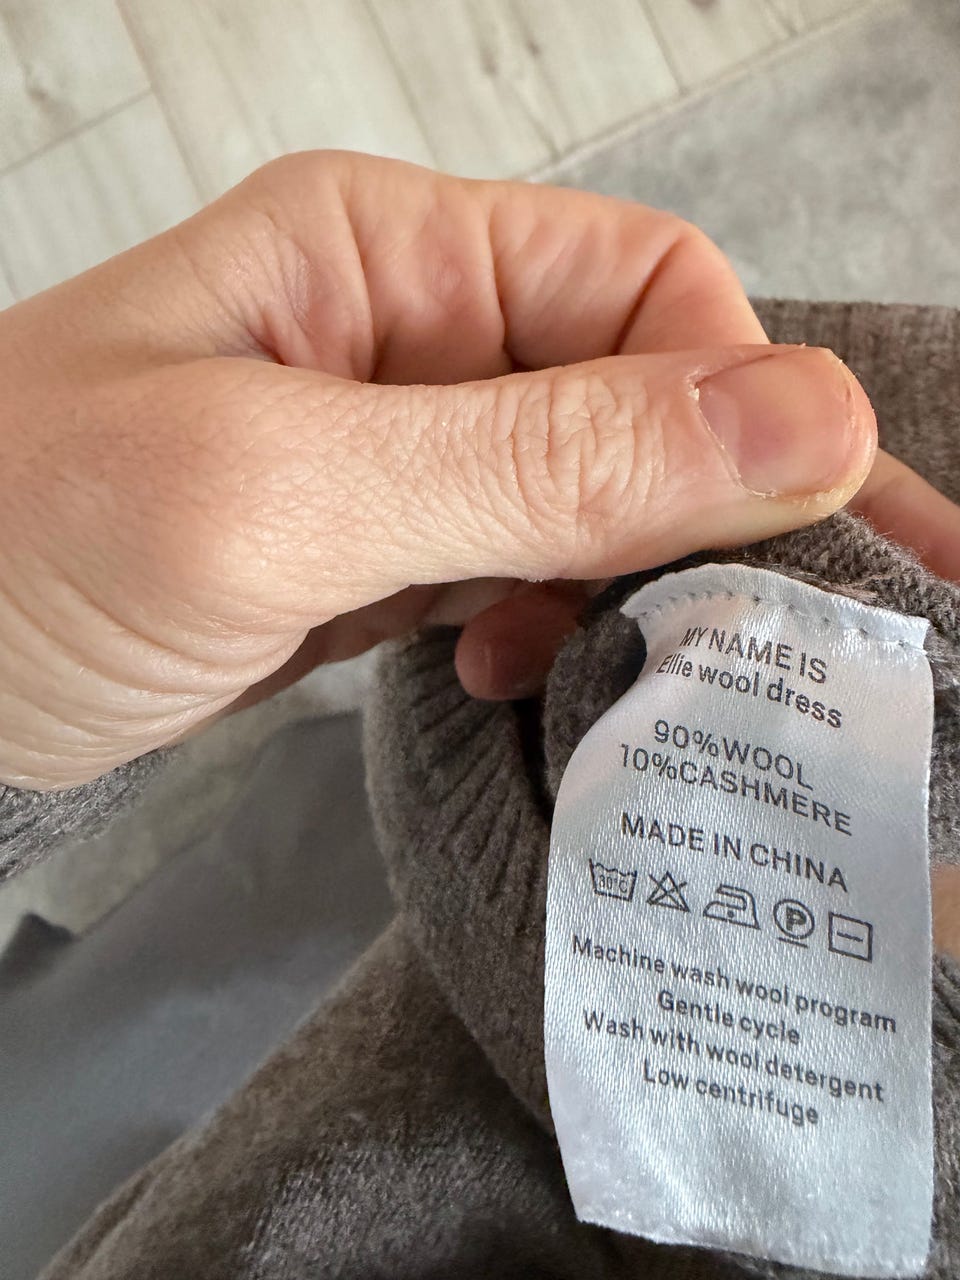 MY NAME IS
Ellie wool dress
90%WOOL
10%CASHMERE
MADE IN CHINA
30°C P
Machine wash wool program
Gentle cycle
Wash with wool detergent
Low centrifuge